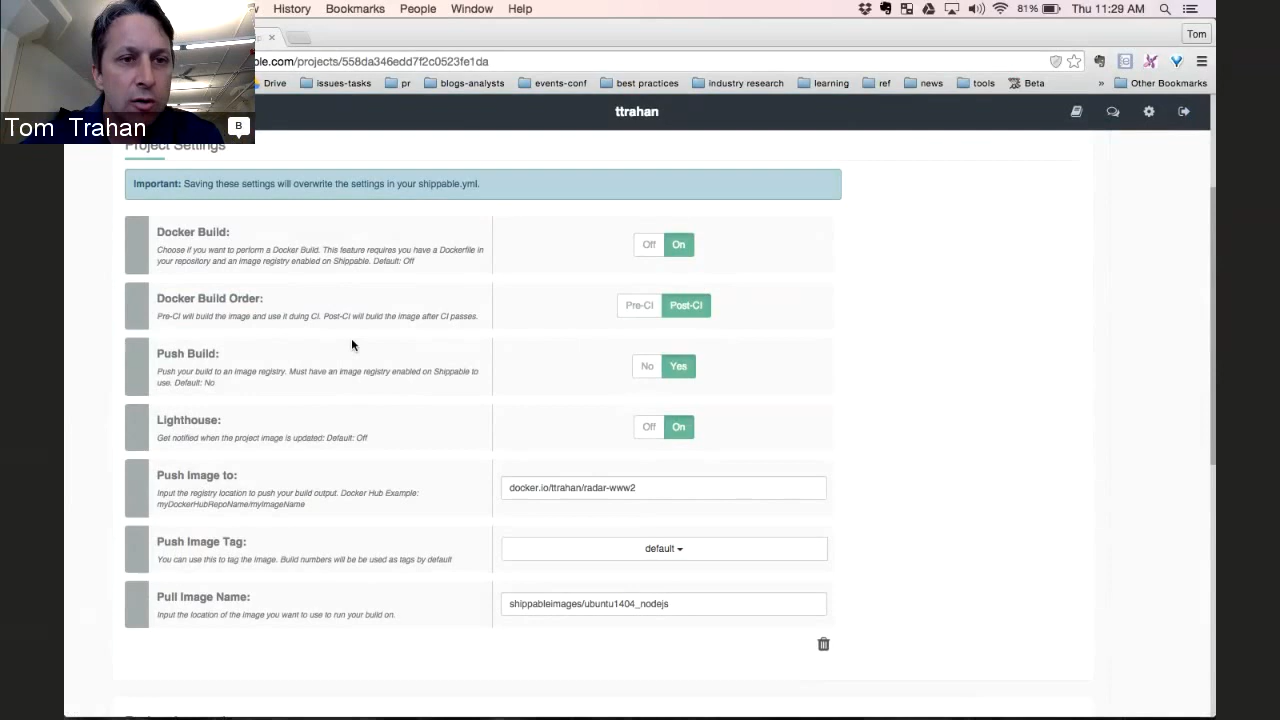 History Bookmarks People Window Help 81% Thu 11:29 AM
Tom
ble.com/projects/558da346edd7f2c0523fe1da
Drive issues-tasks pr blogs-analysts events-conf best practices industry research learning ref news tools Beta » Other Bookmarks
ttrahan
Tom Trahan B
Project Settings
Important: Saving these settings will overwrite the settings in your shippable.yml.
Docker Build:
Choose if you want to perform a Docker Build. This feature requires you have a Dockerfile in
your repository and an image registry enabled on Shippable. Default: Off
Off On
Docker Build Order:
Pre-CI will build the image and use it duing CI. Post-CI will build the image after CI passes.
Pre-CI Post-CI
Push Build:
Push your build to an image registry. Must have an image registry enabled on Shippable to
use. Default: No
No Yes
Lighthouse:
Get notified when the project image is updated: Default: Off
Off On
Push Image to:
Input the registry location to push your build output. Docker Hub Example:
myDockerHubRepoName/myImageName
docker.io/ttrahan/radar-www2
Push Image Tag:
You can use this to tag the image. Build numbers will be be used as tags by default
default
Pull Image Name:
Input the location of the image you want to use to run your build on.
shippableimages/ubuntu1404_nodejs